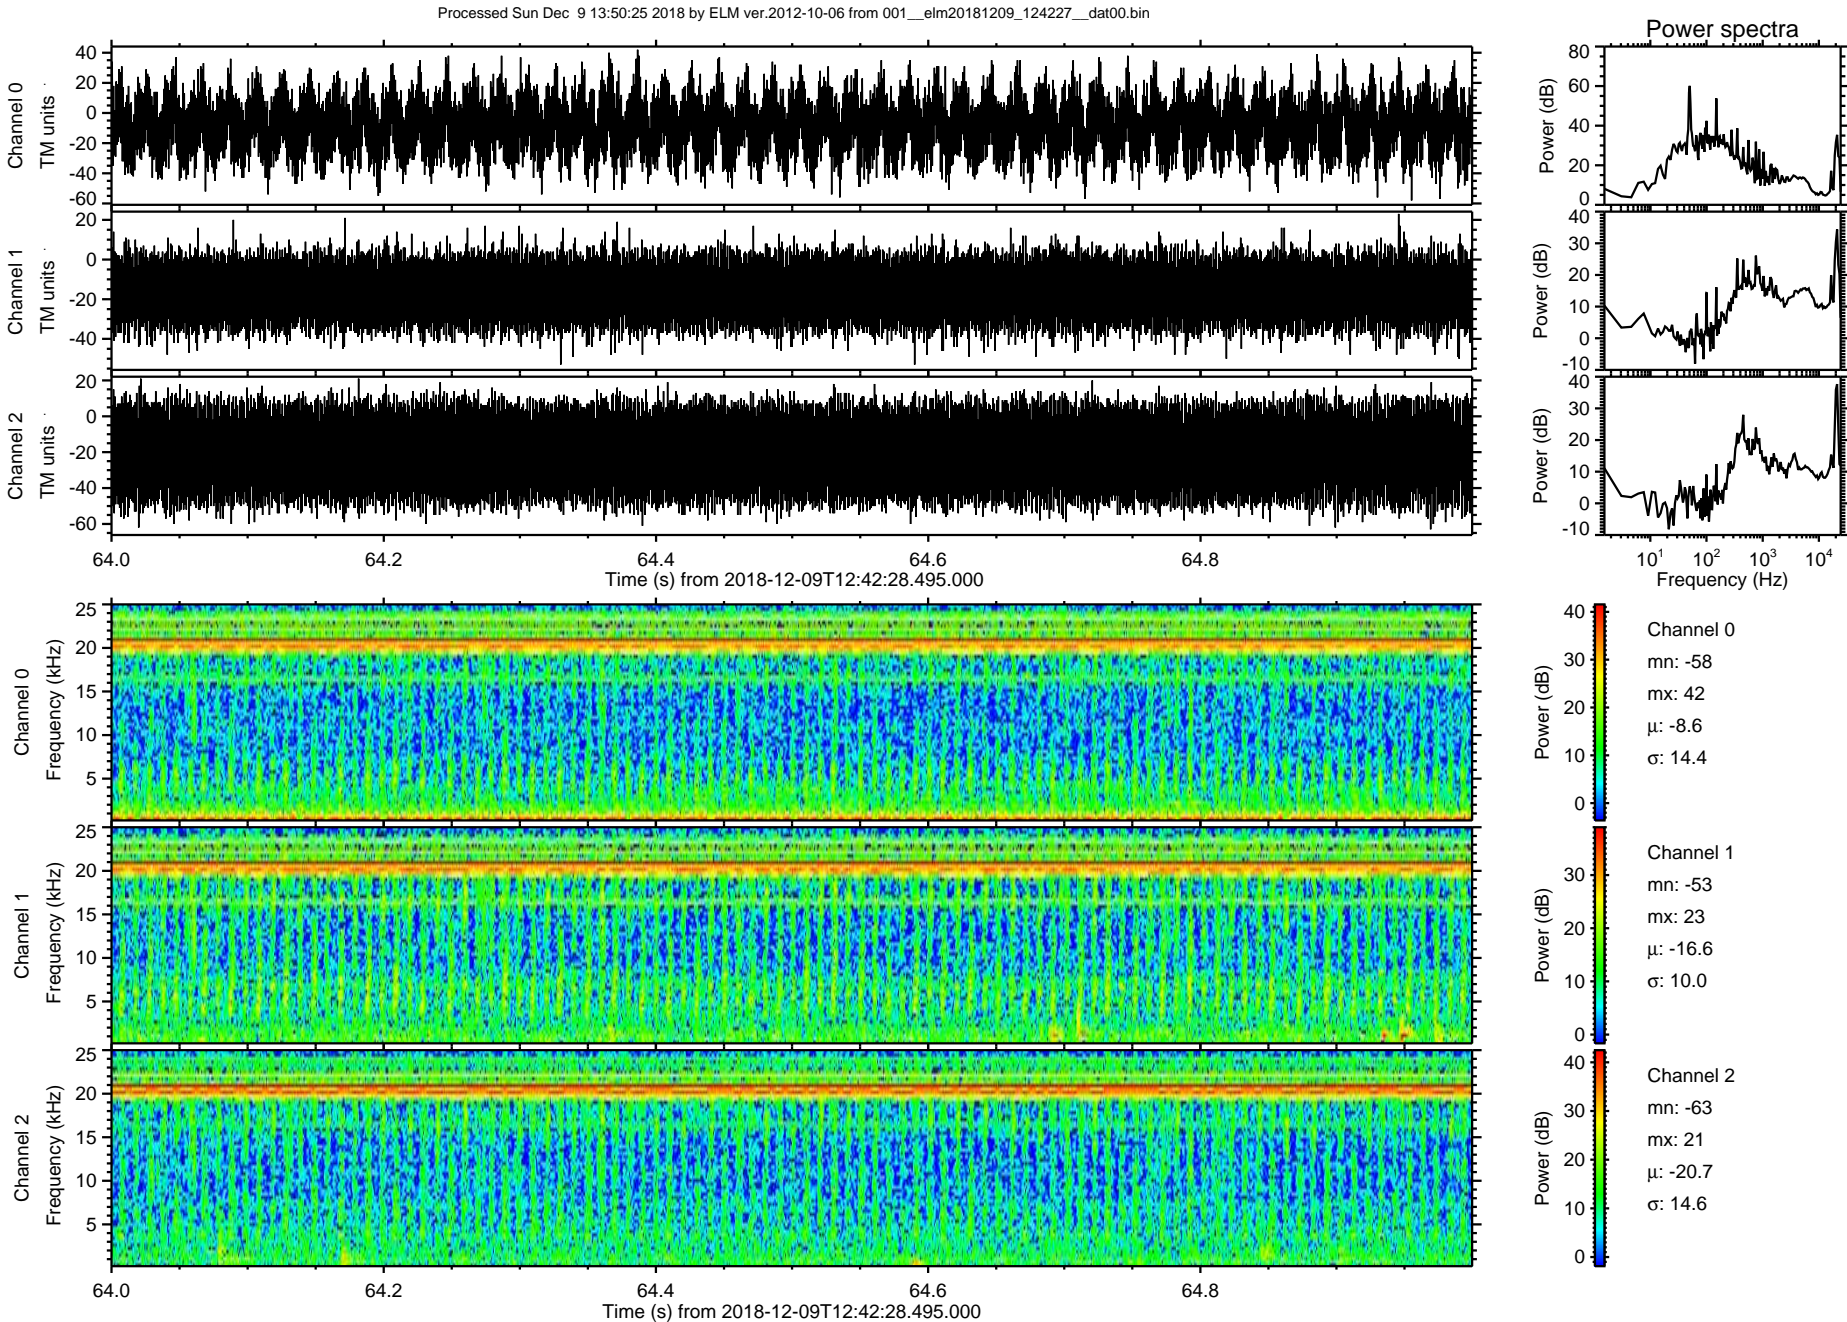 Processed Sun Dec 9 13:50:25 2018 by ELM ver.2012-10-06 from 001__elm20181209_124227__dat00.bin
Power spectra
Channel 0
TM units
40
20
0
-20
-40
-60
Power (dB)
80
60
40
20
0
Channel 1
TM units
20
0
-20
-40
Power (dB)
40
30
20
10
0
-10
Channel 2
TM units
20
0
-20
-40
-60
Power (dB)
40
30
20
10
0
-10
64.0 64.2 64.4 64.6 64.8
Time (s) from 2018-12-09T12:42:28.495.000
10^1 10^2 10^3 10^4
Frequency (Hz)
Channel 0
Frequency (kHz)
25
20
15
10
5
Power (dB)
40
30
20
10
0
Channel 0
mn: -58
mx: 42
μ: -8.6
σ: 14.4
Channel 1
Frequency (kHz)
25
20
15
10
5
Power (dB)
30
20
10
0
Channel 1
mn: -53
mx: 23
μ: -16.6
σ: 10.0
Channel 2
Frequency (kHz)
25
20
15
10
5
Power (dB)
40
30
20
10
0
Channel 2
mn: -63
mx: 21
μ: -20.7
σ: 14.6
64.0 64.2 64.4 64.6 64.8
Time (s) from 2018-12-09T12:42:28.495.000